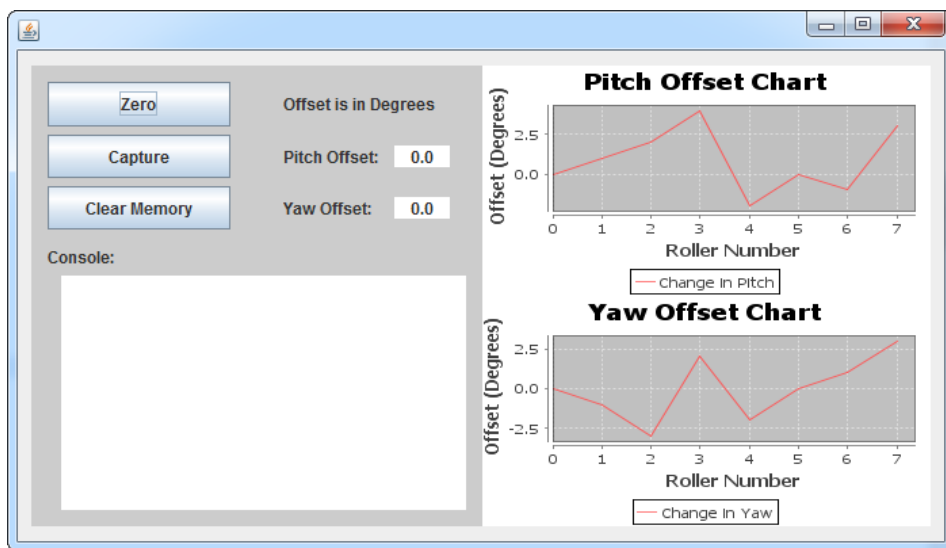 Zero
Offset is in Degrees
Capture
Pitch Offset: 0.0
Clear Memory
Yaw Offset: 0.0
Console:
Pitch Offset Chart
Offset (Degrees)
2.5
0.0
0 1 2 3 4 5 6 7
Roller Number
Change In Pitch
Yaw Offset Chart
Offset (Degrees)
2.5
0.0
-2.5
0 1 2 3 4 5 6 7
Roller Number
Change In Yaw